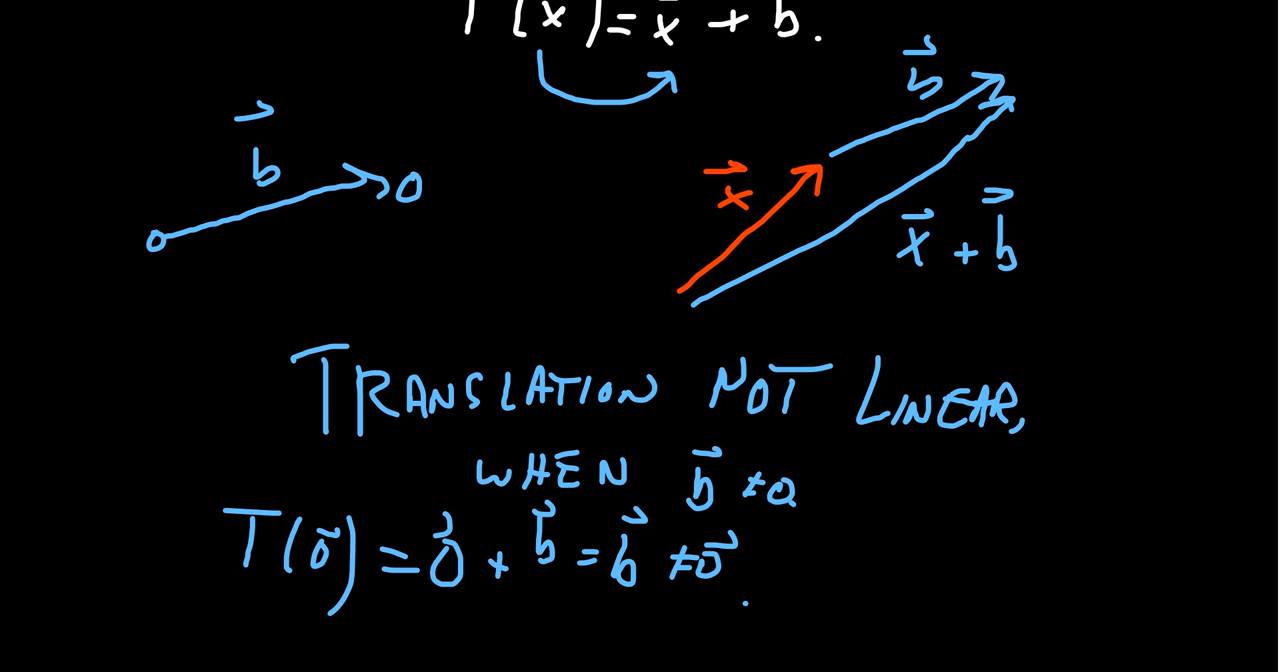 T(x) = x⃗ + b.
b⃗
b⃗
x⃗
x⃗ + b⃗
TRANSLATION NOT LINEAR,
WHEN b⃗ ≠ 0
T(0⃗) = 0⃗ + b⃗ = b⃗ ≠ 0⃗.